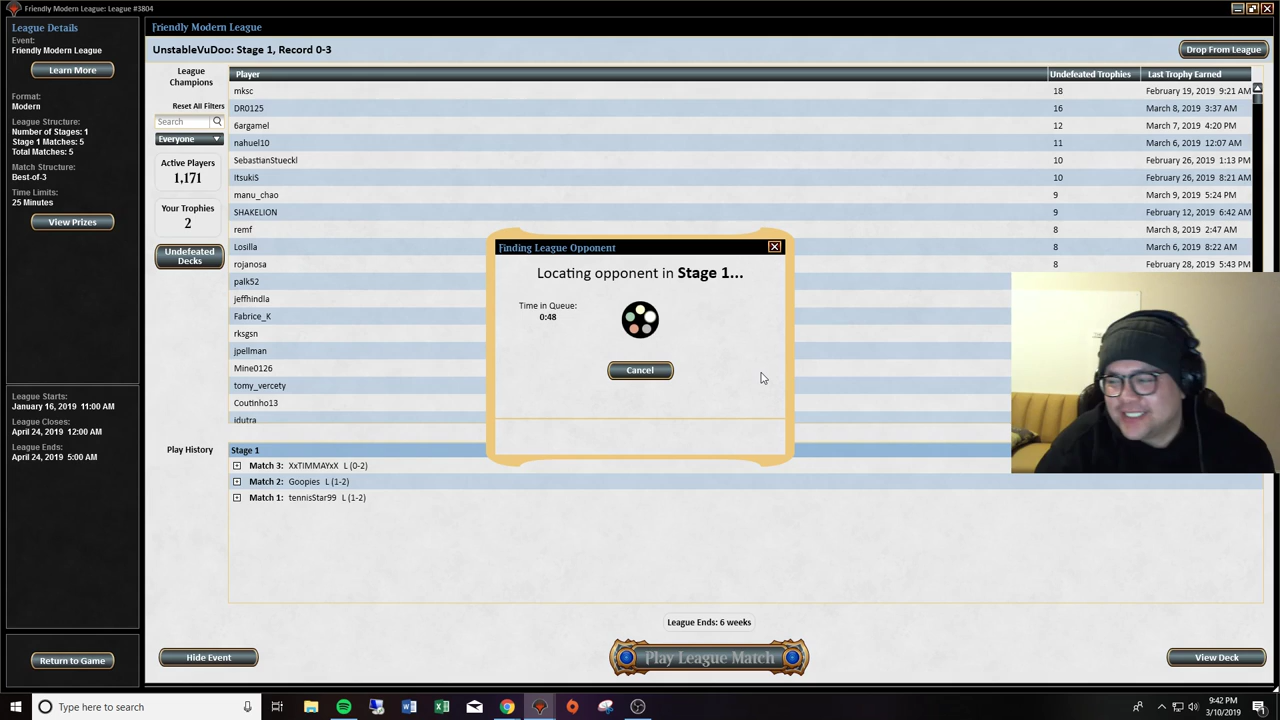 Friendly Modern League: League #3804
League Details
Event:
Friendly Modern League
Learn More
Format:
Modern
League Structure:
Number of Stages: 1
Stage 1 Matches: 5
Total Matches: 5
Match Structure:
Best-of-3
Time Limits:
25 Minutes
View Prizes
League Starts:
January 16, 2019 11:00 AM
League Closes:
April 24, 2019 12:00 AM
League Ends:
April 24, 2019 5:00 AM
Return to Game
Friendly Modern League
UnstableVuDoo: Stage 1, Record 0-3
Drop From League
League
Champions
Reset All Filters
Search
Everyone
Active Players
1,171
Your Trophies
2
Undefeated
Decks
Player Undefeated Trophies Last Trophy Earned
mksc 18 February 19, 2019 9:21 AM
DR0125 16 March 8, 2019 3:37 AM
6argamel 12 March 7, 2019 4:20 PM
nahuel10 11 March 6, 2019 12:07 AM
SebastianStueckl 10 February 26, 2019 1:13 PM
ItsukiS 10 February 26, 2019 8:21 AM
manu_chao 9 March 9, 2019 5:24 PM
SHAKELION 9 February 12, 2019 6:42 AM
remf 8 March 8, 2019 2:47 AM
Losilla 8 March 6, 2019 8:22 AM
rojanosa 8 February 28, 2019 5:43 PM
palk52
jeffhindla
Fabrice_K
rksgsn
jpellman
Mine0126
tomy_vercety
Coutinho13
idutra
Finding League Opponent
Locating opponent in Stage 1...
Time in Queue:
0:48
Cancel
Play History
Stage 1
Match 3: XxTIMMAYxX L (0-2)
Match 2: Goopies L (1-2)
Match 1: tennisStar99 L (1-2)
League Ends: 6 weeks
Hide Event
Play League Match
View Deck
Type here to search
9:42 PM
3/10/2019